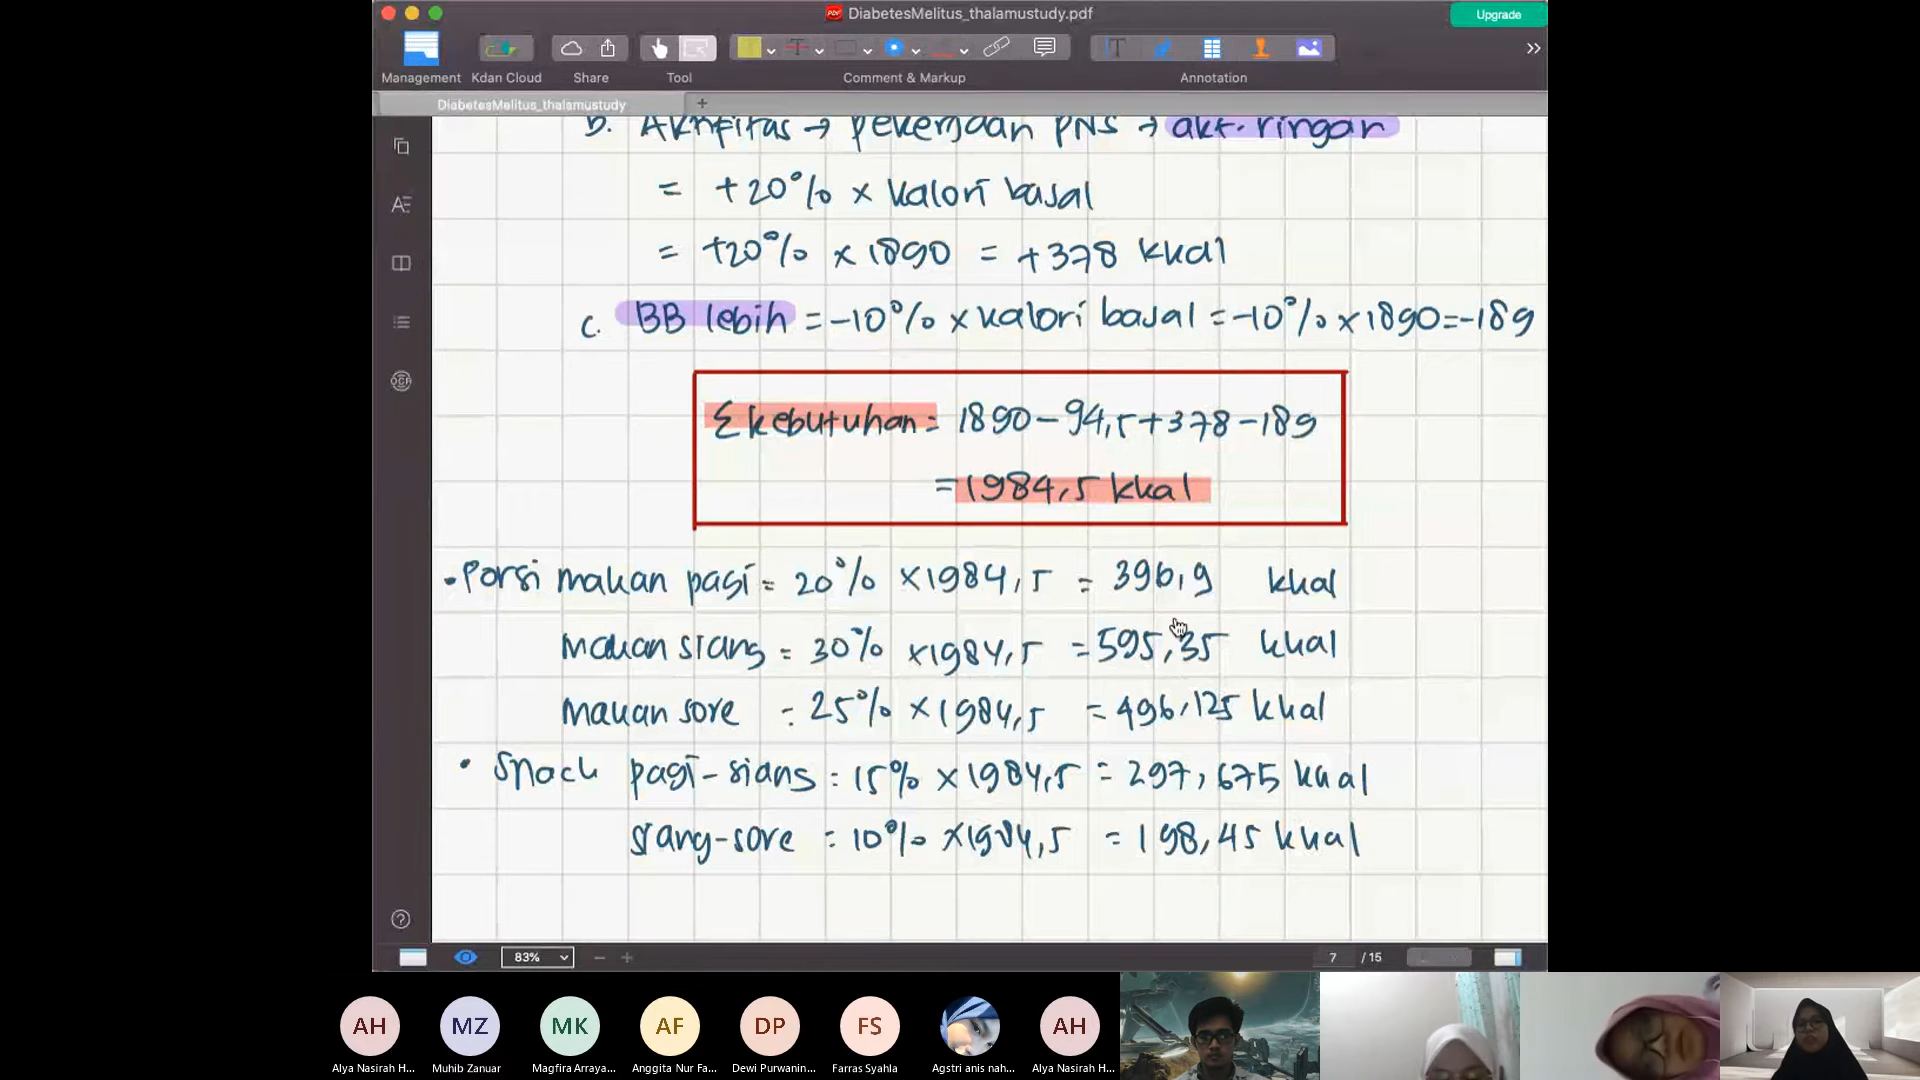 DiabetesMelitus_thalamustudy.pdf
Upgrade
Management
Kdan Cloud
Share
Tool
Comment & Markup
Annotation
DiabetesMelitus_thalamustudy
b. Aktifitas → pekerjaan PNS → akt. ringan
= +20% x kalori basal
= +20% x 1890 = +378 kkal
c. BB lebih = -10% x kalori basal = -10% x 1890 = -189
Σ kebutuhan = 1890 - 94,5 + 378 - 189
= 1984,5 kkal
• Porsi makan pagi = 20% x 1984,5 = 396,9 kkal
makan siang = 30% x 1984,5 = 595,35 kkal
makan sore = 25% x 1984,5 = 496,125 kkal
• Snack pagi-siang = 15% x 1984,5 = 297,675 kkal
siang-sore = 10% x 1984,5 = 198,45 kkal
83%
7 / 15
AH
MZ
MK
AF
DP
FS
AH
Alya Nasirah H...
Muhib Zanuar
Magfira Arraya...
Anggita Nur Fa...
Dewi Purwanin...
Farras Syahla
Agstri anis nah...
Alya Nasirah H...